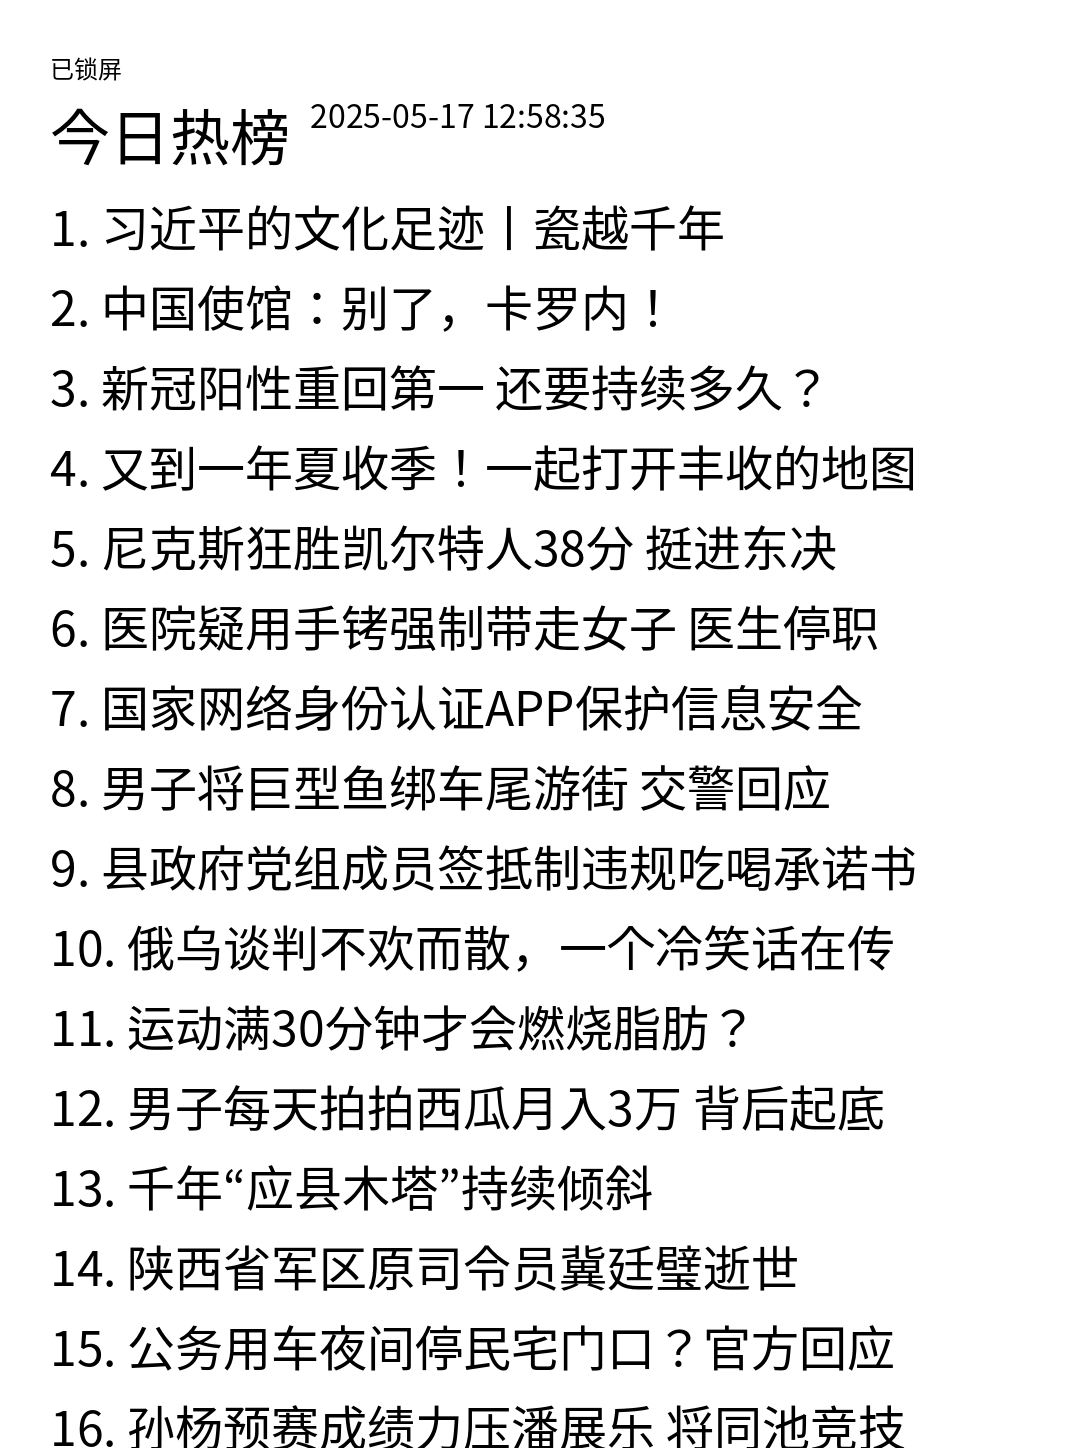 已锁屏
今日热榜 2025-05-17 12:58:35
1. 习近平的文化足迹丨瓷越千年
2. 中国使馆：别了，卡罗内！
3. 新冠阳性重回第一 还要持续多久？
4. 又到一年夏收季！一起打开丰收的地图
5. 尼克斯狂胜凯尔特人38分 挺进东决
6. 医院疑用手铐强制带走女子 医生停职
7. 国家网络身份认证APP保护信息安全
8. 男子将巨型鱼绑车尾游街 交警回应
9. 县政府党组成员签抵制违规吃喝承诺书
10. 俄乌谈判不欢而散，一个冷笑话在传
11. 运动满30分钟才会燃烧脂肪？
12. 男子每天拍拍西瓜月入3万 背后起底
13. 千年“应县木塔”持续倾斜
14. 陕西省军区原司令员冀廷璧逝世
15. 公务用车夜间停民宅门口？官方回应
16. 孙杨预赛成绩力压潘展乐 将同池竞技